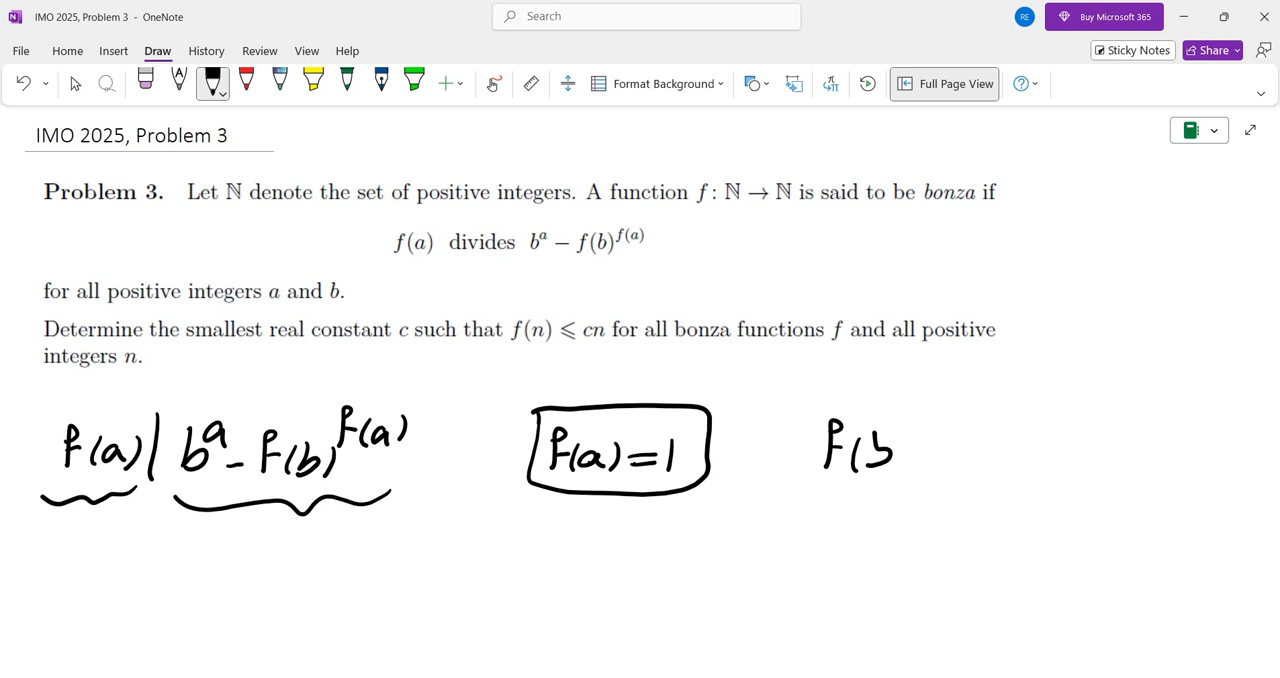 IMO 2025, Problem 3 - OneNote
Search
RE
Buy Microsoft 365
File Home Insert Draw History Review View Help
Sticky Notes
Share
Format Background
Full Page View
IMO 2025, Problem 3
Problem 3. Let ℕ denote the set of positive integers. A function f: ℕ → ℕ is said to be bonza if
f(a) divides bᵃ − f(b)^{f(a)}
for all positive integers a and b.
Determine the smallest real constant c such that f(n) ⩽ cn for all bonza functions f and all positive
integers n.
f(a) | bᵃ − f(b)^{f(a)} f(a) = 1 f(b